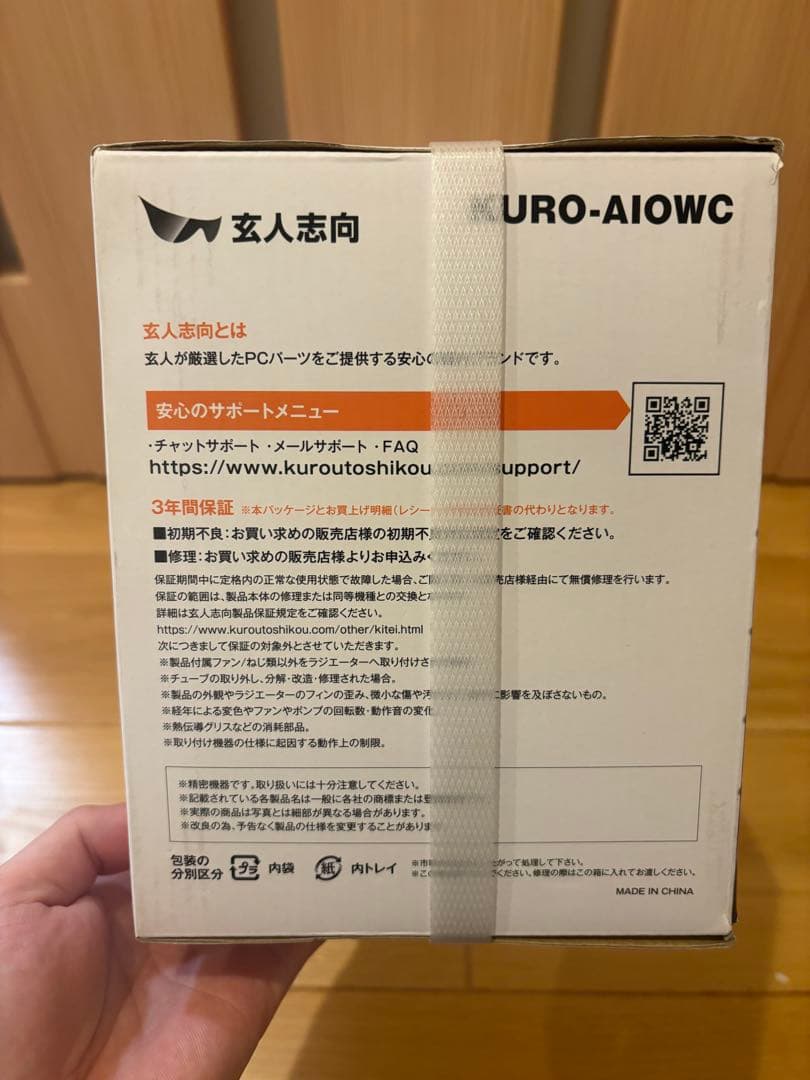 玄人志向
KURO-AIOWC
玄人志向とは
玄人が厳選したPCパーツをご提供する安心の ンドです。
安心のサポートメニュー
・チャットサポート ・メールサポート ・FAQ
https://www.kuroutoshikou. upport/
3年間保証 ※本パッケージとお買上げ明細(レシー 書の代わりとなります。
■初期不良：お買い求めの販売店様の初期不 をご確認ください。
■修理：お買い求めの販売店様よりお申込み
保証期間中に定格内の正常な使用状態で故障した場合、ご 売店様経由にて無償修理を行います。
保証の範囲は、製品本体の修理または同等機種との交換と
詳細は玄人志向製品保証規定をご確認ください。
https://www.kuroutoshikou.com/other/kitei.html
次につきまして保証の対象外とさせていただきます。
※製品付属ファン/ねじ類以外をラジエーターへ取り付け
※チューブの取り外し、分解・改造・修理された場合。
※製品の外観やラジエーターのフィンの歪み、微小な傷や汚 に影響を及ぼさないもの。
※経年による変色やファンやポンプの回転数・動作音の変化
※熱伝導グリスなどの消耗部品。
※取り付け機器の仕様に起因する動作上の制限。
※精密機器です。取り扱いには十分注意してください。
※記載されている各製品名は一般に各社の商標または
※実際の商品は写真とは細部が異なる場合があります。
※改良の為、予告なく製品の仕様を変更することがありま
包装の
分別区分
プラ 内袋
紙 内トレイ
※市 がって処理して下さい。
※こ ください。修理の際はこの箱に入れてお渡しください。
MADE IN CHINA